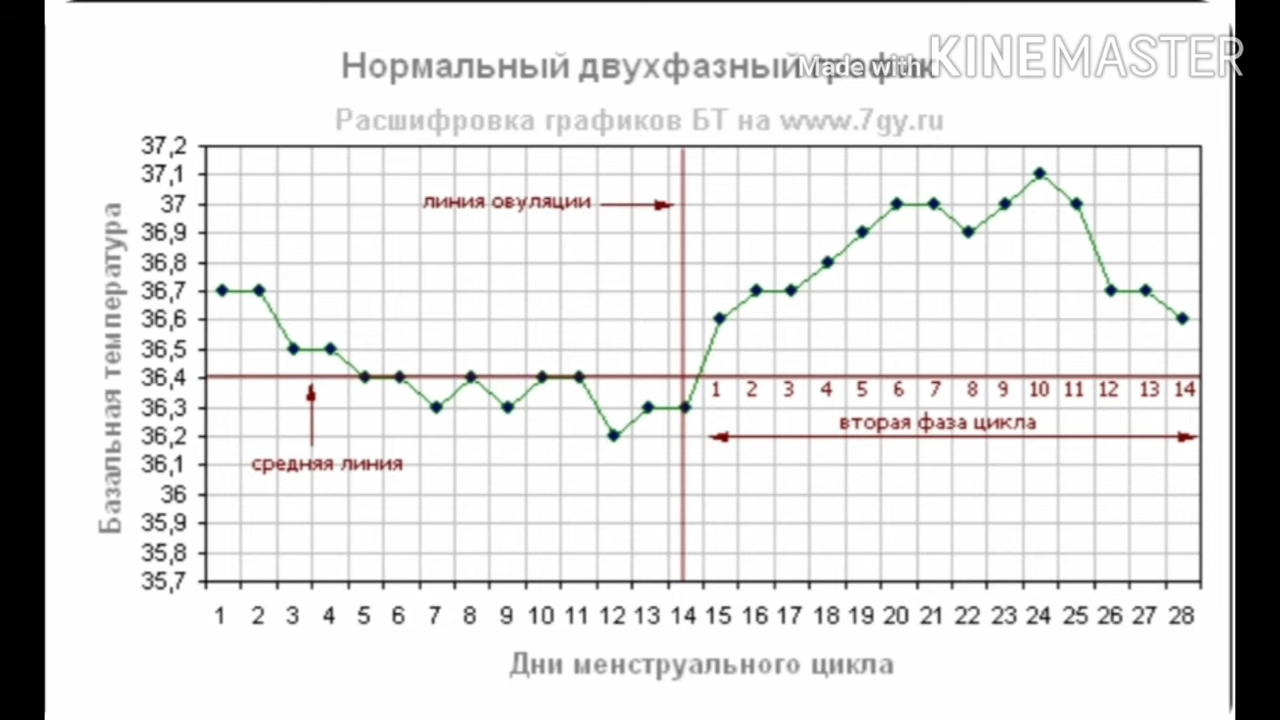 Нормальный двухфазный график
Made with KINEMASTER
Расшифровка графиков БТ на www.7gy.ru
37,2
37,1
37
36,9
36,8
36,7
36,6
36,5
36,4
36,3
36,2
36,1
36
35,9
35,8
35,7
Базальная температура
линия овуляции
средняя линия
1 2 3 4 5 6 7 8 9 10 11 12 13 14
вторая фаза цикла
1 2 3 4 5 6 7 8 9 10 11 12 13 14 15 16 17 18 19 20 21 22 23 24 25 26 27 28
Дни менструального цикла